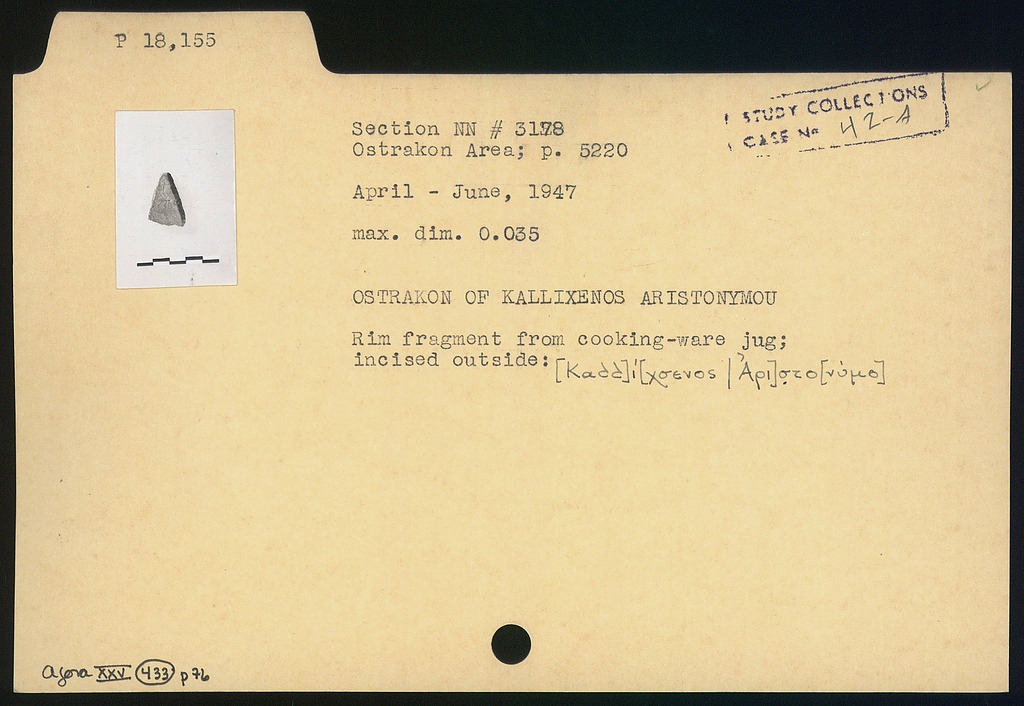 P 18,155
STUDY COLLECTIONS
CASE No 42-A
Section NN # 3178
Ostrakon Area; p. 5220
April - June, 1947
max. dim. 0.035
OSTRAKON OF KALLIXENOS ARISTONYMOU
Rim fragment from cooking-ware jug;
incised outside: [Καλλ]ί[χσενος | Ἀρι]σ̣το[νύμο]
Agora XXV 433 p 76